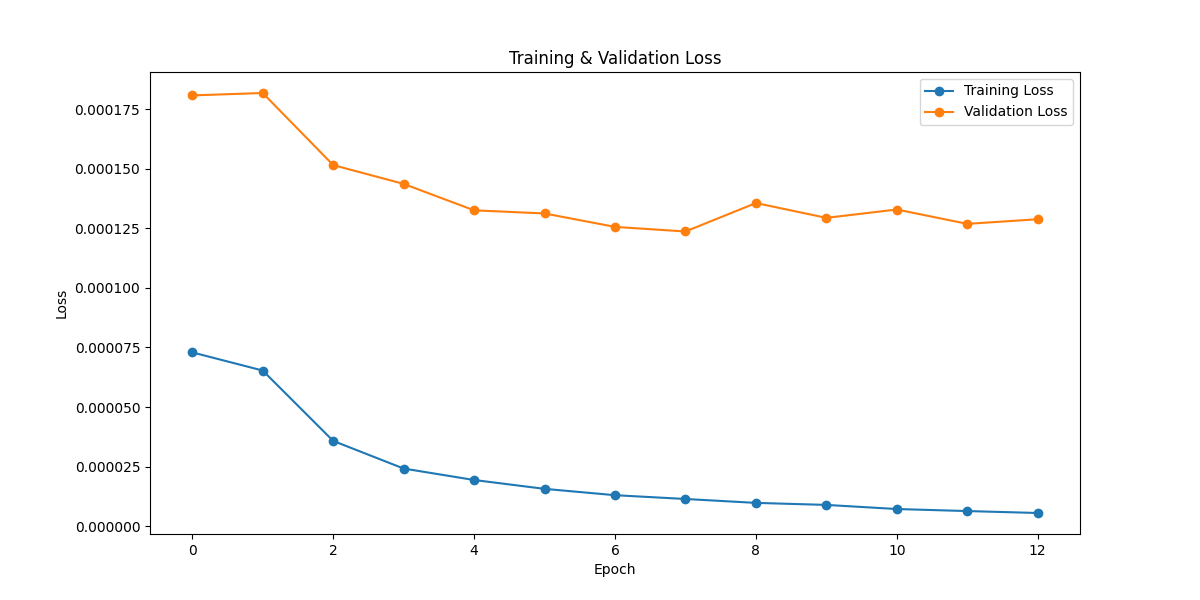 Training & Validation Loss
Training Loss
Validation Loss
0.000175
0.000150
0.000125
0.000100
0.000075
0.000050
0.000025
0.000000
Loss
0 2 4 6 8 10 12
Epoch